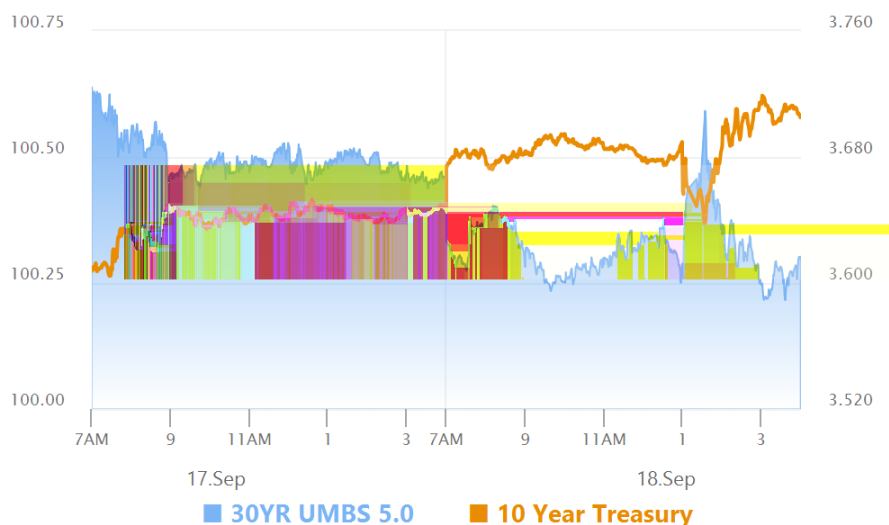 100.75 3.760
100.50 3.680
100.25 3.600
100.00 3.520
7AM 9 11AM 1 3 7AM 9 11AM 1 3
17.Sep 18.Sep
30YR UMBS 5.0 10 Year Treasury